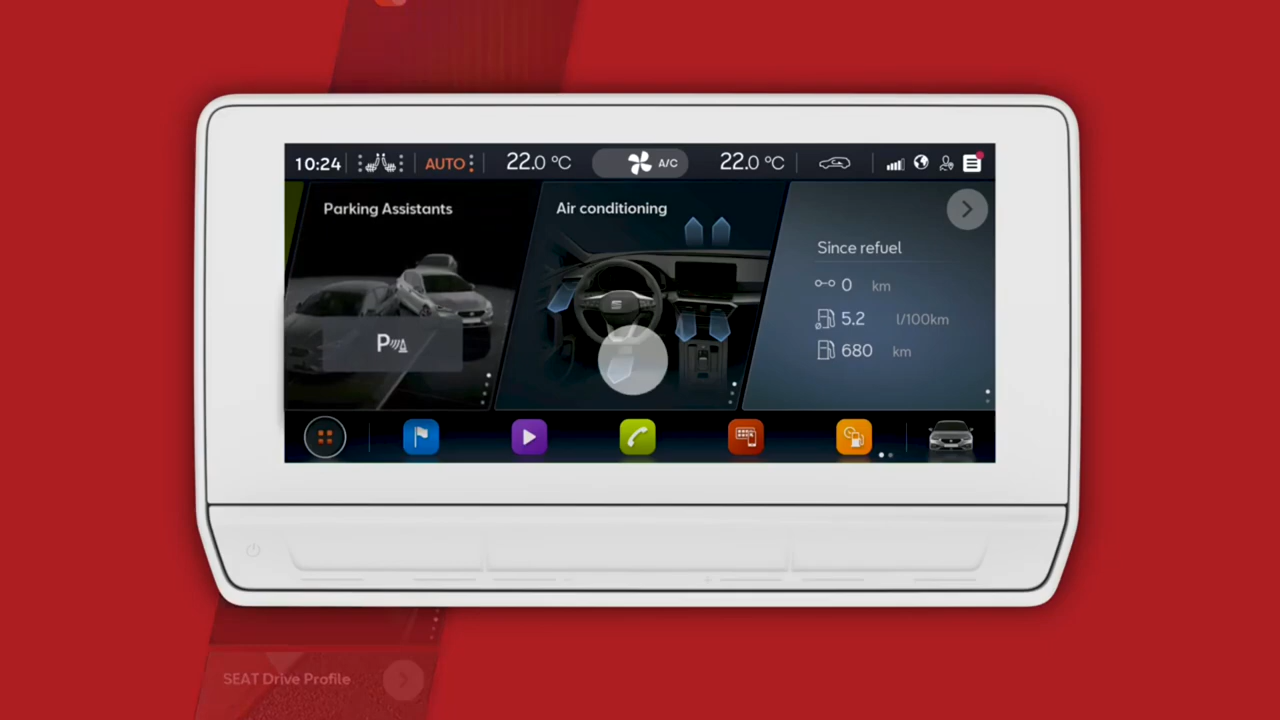 10:24
AUTO
22.0 °C
A/C
22.0 °C
Parking Assistants
Air conditioning
Since refuel
0 km
5.2 l/100km
680 km
P
SEAT Drive Profile